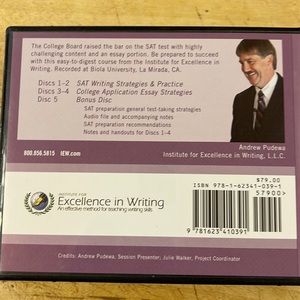 The College Board raised the bar on the SAT test with highly
challenging content and an essay portion. Be prepared to succeed
with this easy-to-digest course from the Institute for Excellence in
Writing. Recorded at Biola University, La Mirada, CA.
Discs 1–2 SAT Writing Strategies & Practice
Discs 3–4 College Application Essay Strategies
Disc 5 Bonus Disc
SAT preparation general test-taking strategies
Audio file and accompanying notes
SAT preparation recommendations
Notes and handouts for Discs 1–4
Andrew Pudewa
800.856.5815 IEW.com
Institute for Excellence in Writing, L.L.C.
$79.00
ISBN 978-1-62341-039-1
57900>
9 781623 410391
INSTITUTE FOR
Excellence in Writing
An effective method for teaching writing skills
Credits: Andrew Pudewa, Session Presenter; Julie Walker, Project Coordinator